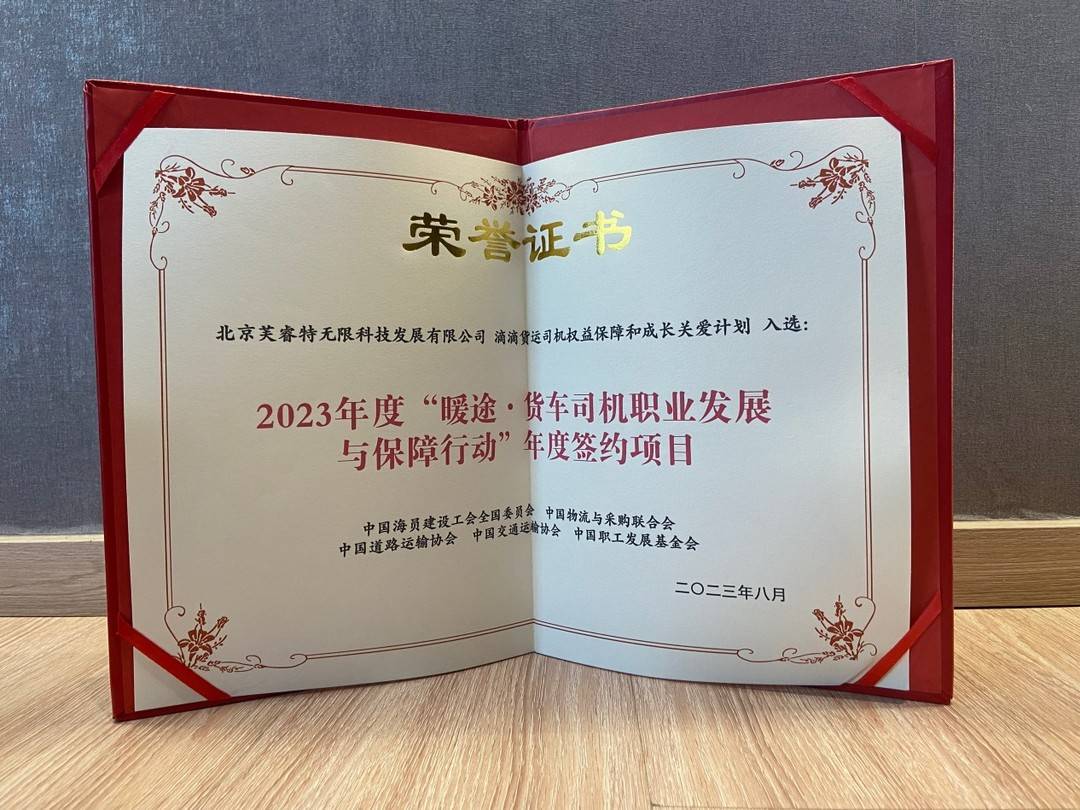 荣誉证书
北京芙睿特无限科技发展有限公司 滴滴货运司机权益保障和成长关爱计划 入选：
2023年度“暖途·货车司机职业发展
与保障行动”年度签约项目
中国海员建设工会全国委员会 中国物流与采购联合会
中国道路运输协会 中国交通运输协会 中国职工发展基金会
二〇二三年八月